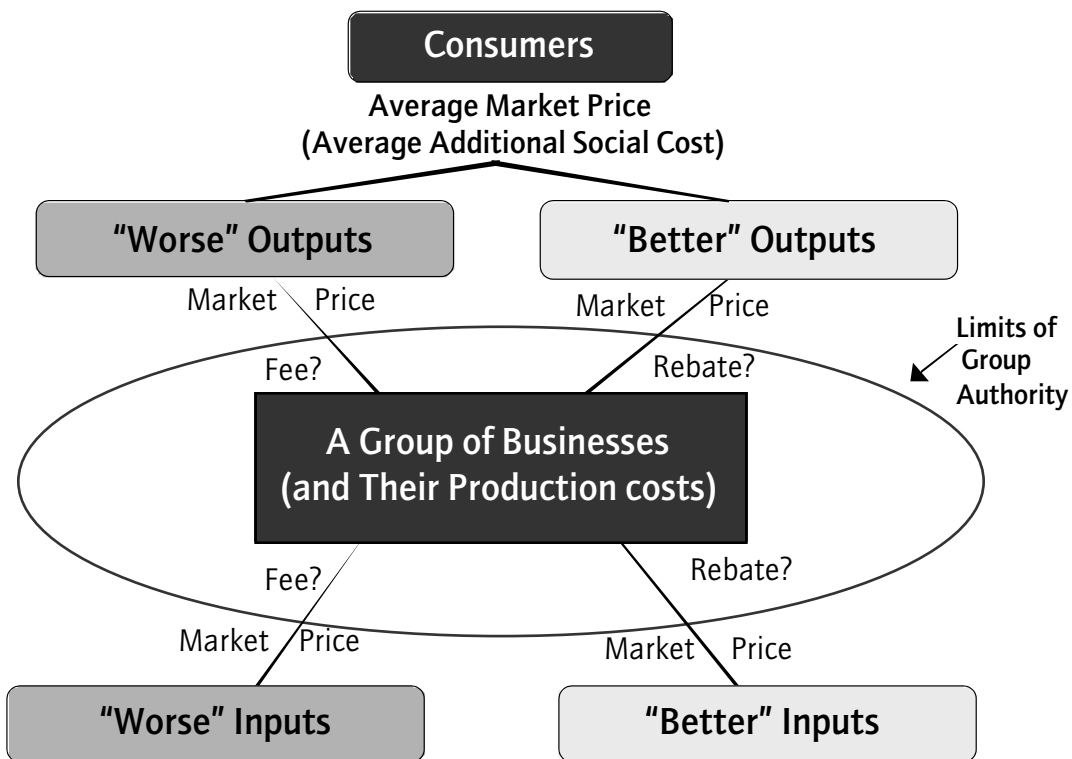 Consumers
Average Market Price
(Average Additional Social Cost)
“Worse” Outputs
“Better” Outputs
Market Price
Market Price
Fee?
Rebate?
Limits of
Group
Authority
A Group of Businesses
(and Their Production costs)
Fee?
Rebate?
Market Price
Market Price
“Worse” Inputs
“Better” Inputs